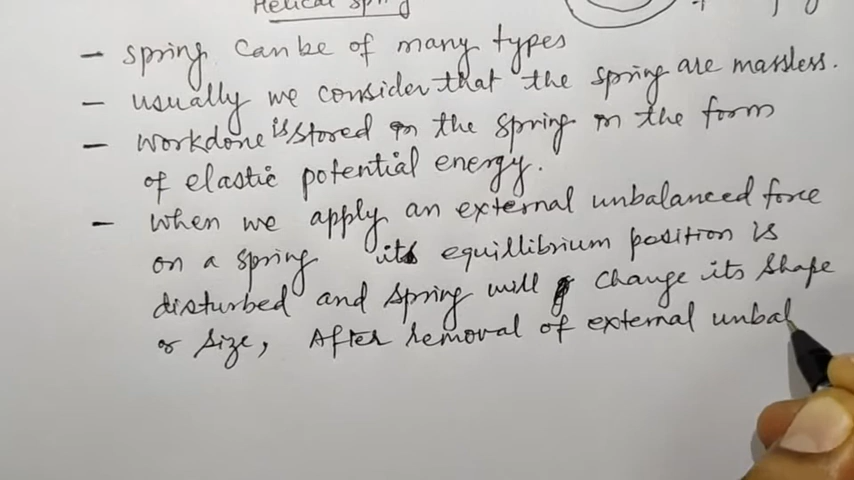 Helical spring
- spring can be of many types
- usually we consider that the spring are massless.
- workdone is stored in the spring in the form
of elastic potential energy.
- when we apply an external unbalanced force
on a spring its equillibrium position is
disturbed and spring will change its shape
or size, After removal of external unbal